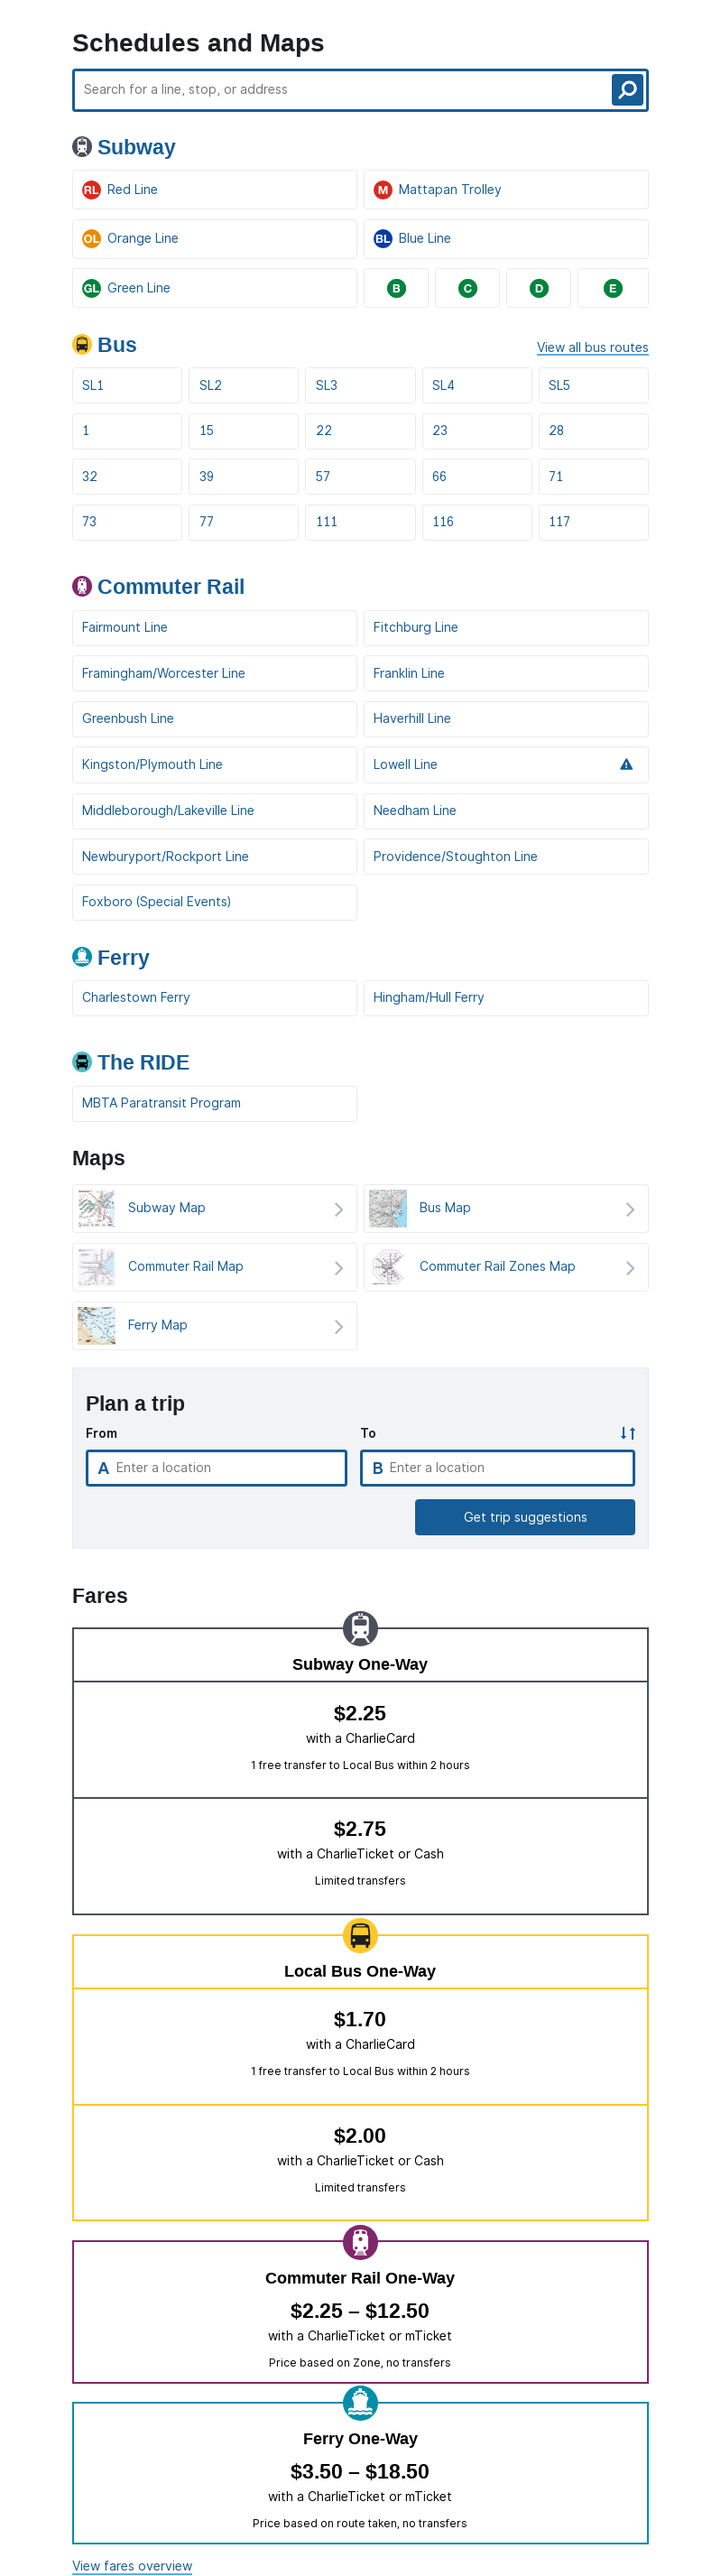 Schedules and Maps
Search for a line, stop, or address
Subway
RL Red Line
M Mattapan Trolley
OL Orange Line
BL Blue Line
GL Green Line
B
C
D
E
Bus
View all bus routes
SL1
SL2
SL3
SL4
SL5
1
15
22
23
28
32
39
57
66
71
73
77
111
116
117
Commuter Rail
Fairmount Line
Fitchburg Line
Framingham/Worcester Line
Franklin Line
Greenbush Line
Haverhill Line
Kingston/Plymouth Line
Lowell Line
Middleborough/Lakeville Line
Needham Line
Newburyport/Rockport Line
Providence/Stoughton Line
Foxboro (Special Events)
Ferry
Charlestown Ferry
Hingham/Hull Ferry
The RIDE
MBTA Paratransit Program
Maps
Subway Map
Bus Map
Commuter Rail Map
Commuter Rail Zones Map
Ferry Map
Plan a trip
From
To
A Enter a location
B Enter a location
Get trip suggestions
Fares
Subway One-Way
$2.25
with a CharlieCard
1 free transfer to Local Bus within 2 hours
$2.75
with a CharlieTicket or Cash
Limited transfers
Local Bus One-Way
$1.70
with a CharlieCard
1 free transfer to Local Bus within 2 hours
$2.00
with a CharlieTicket or Cash
Limited transfers
Commuter Rail One-Way
$2.25 – $12.50
with a CharlieTicket or mTicket
Price based on Zone, no transfers
Ferry One-Way
$3.50 – $18.50
with a CharlieTicket or mTicket
Price based on route taken, no transfers
View fares overview